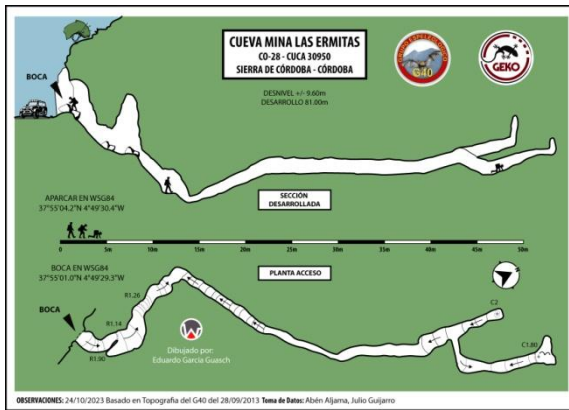 CUEVA MINA LAS ERMITAS
CO-28 - CUCA 30950
SIERRA DE CÓRDOBA - CÓRDOBA
GRUPO ESPELEOLÓGICO
G40
GEKO
BOCA
DESNIVEL +/- 9.60m
DESARROLLO 81.00m
APARCAR EN WSG84
37°55'04.2"N 4°49'30.4"W
SECCIÓN
DESARROLLADA
0 5m 10m 15m 20m 25m 30m 35m 40m 45m 50m
BOCA EN WSG84
37°55'01.0"N 4°49'29.3"W
PLANTA ACCESO
BOCA
R1.26
R1.14
R1.90
C2
C1.80
Dibujado por:
Eduardo García Guasch
OBSERVACIONES: 24/10/2023 Basado en Topografia del G40 del 28/09/2013 Toma de Datos: Abén Aljama, Julio Guijarro